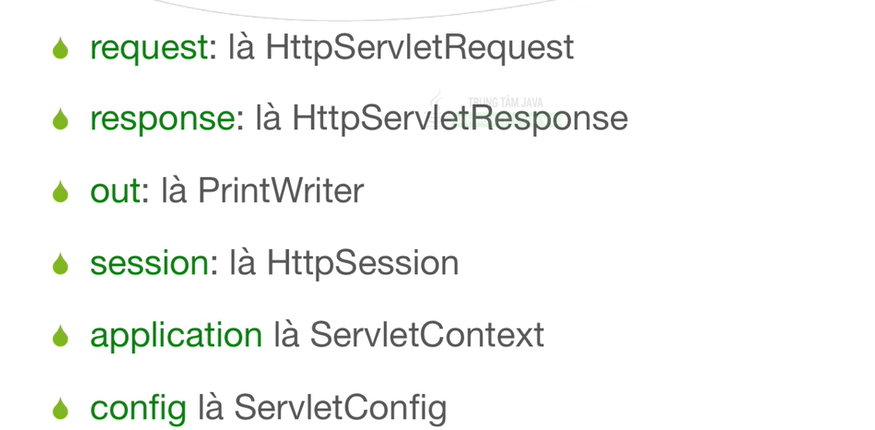 request: là HttpServletRequest
TRUNG TÂM JAVA
response: là HttpServletResponse
out: là PrintWriter
session: là HttpSession
application là ServletContext
config là ServletConfig